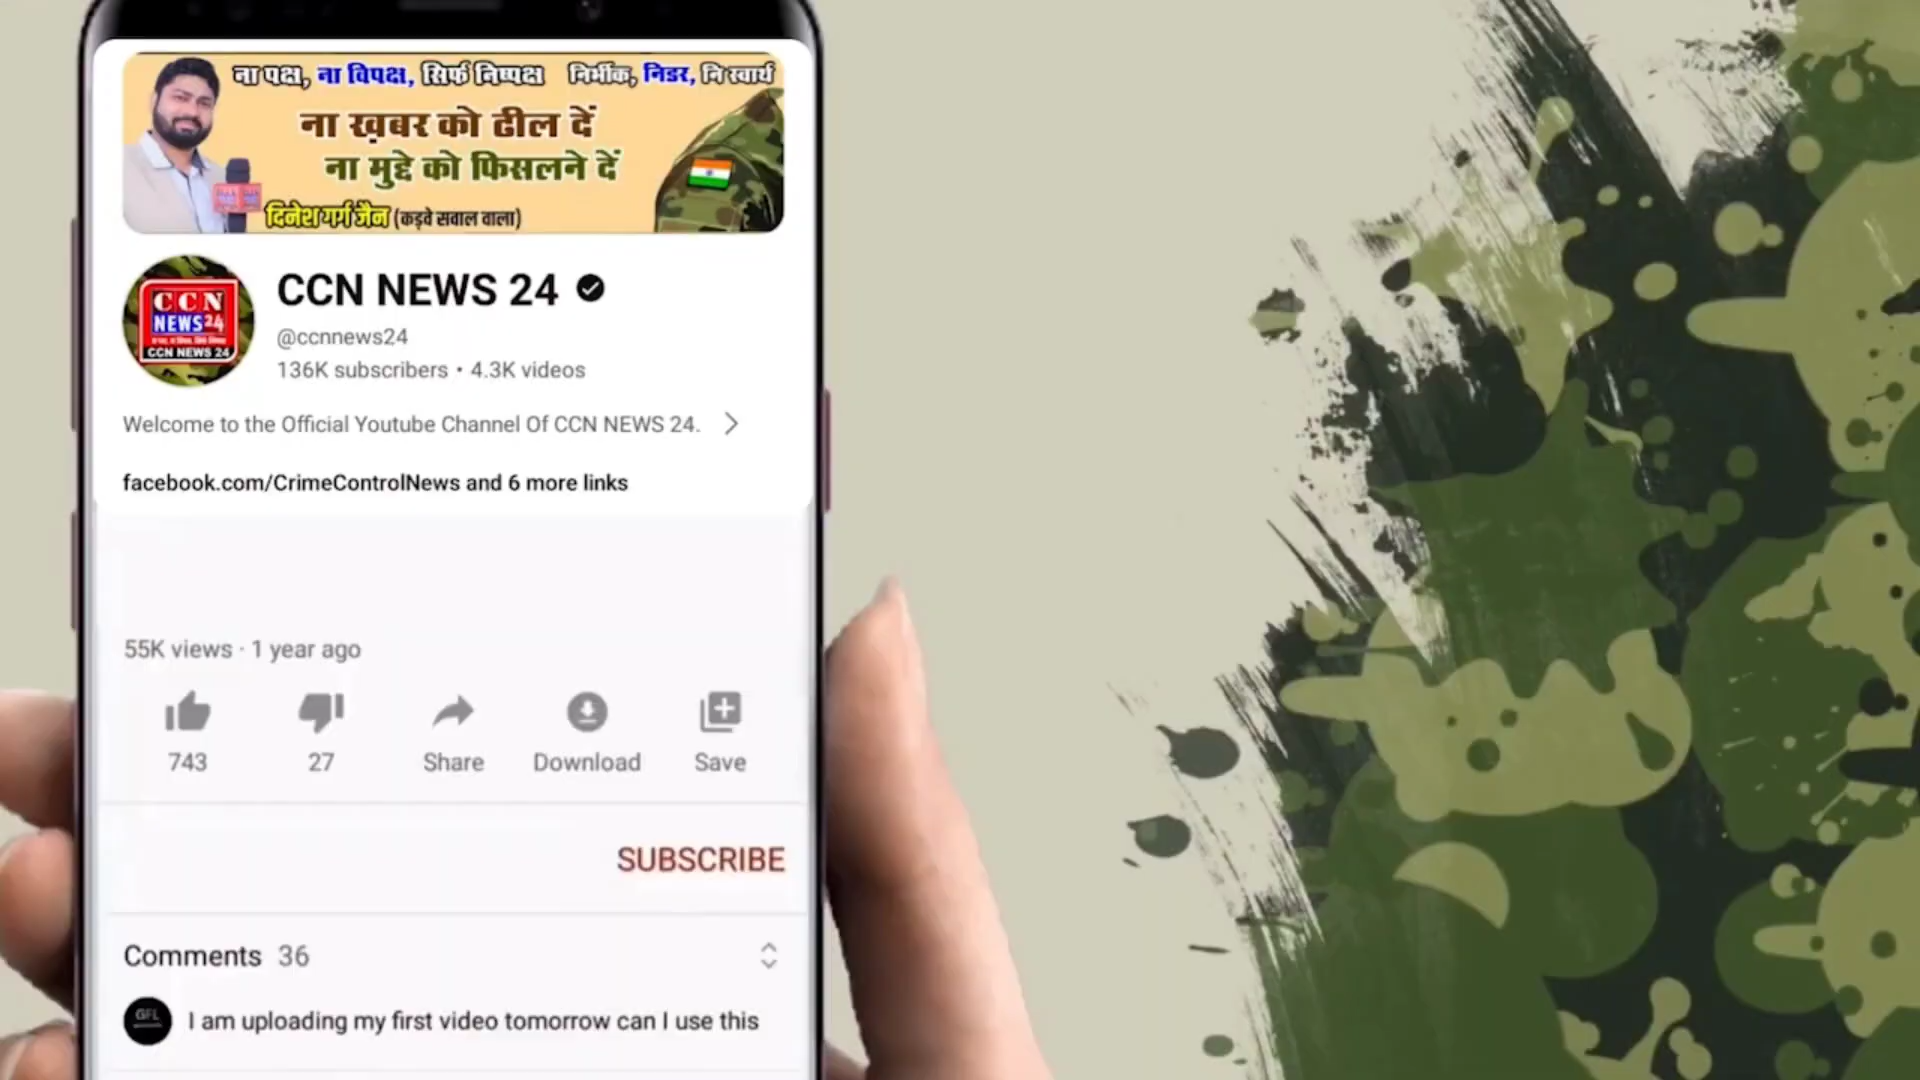 ना पक्ष, ना विपक्ष, सिर्फ निष्पक्ष निर्भीक, निडर, नि स्वार्थ
ना ख़बर को ढील दें
ना मुद्दे को फिसलने दें
दिनेश गर्ग जैन (कड़वे सवाल वाला)
CCN
NEWS24
CCN NEWS 24
CCN NEWS 24
@ccnnews24
136K subscribers • 4.3K videos
Welcome to the Official Youtube Channel Of CCN NEWS 24.
facebook.com/CrimeControlNews and 6 more links
55K views · 1 year ago
743 27 Share Download Save
SUBSCRIBE
Comments 36
GFL
I am uploading my first video tomorrow can I use this